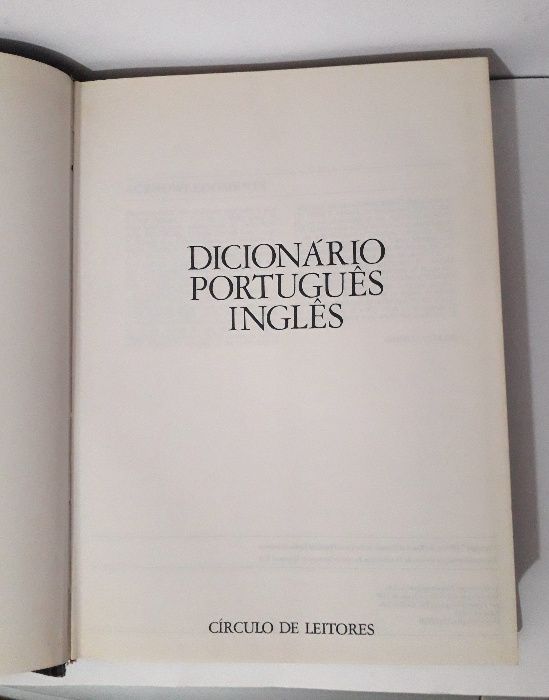 DICIONÁRIO
PORTUGUÊS
INGLÊS
CÍRCULO DE LEITORES